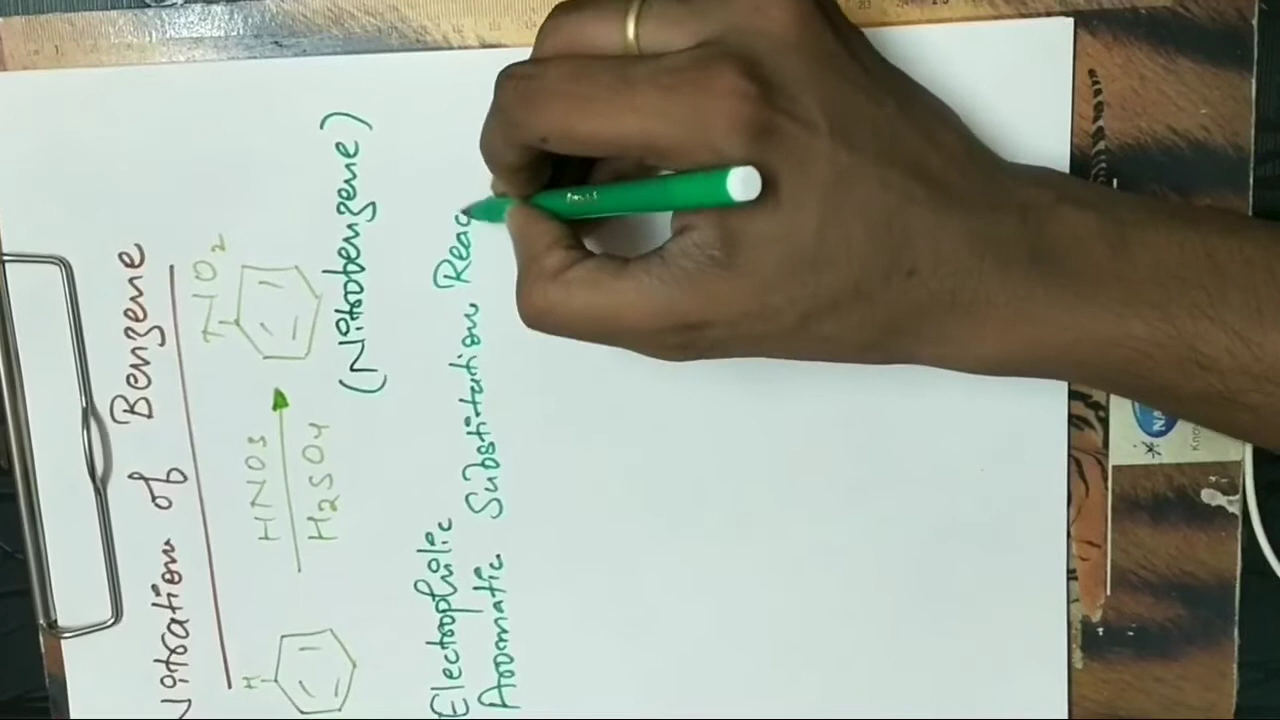 Nitration of Benzene
H
HNO3
H2SO4
NO2
(Nitrobenzene)
Electrophilic
Aromatic Substitution Reac